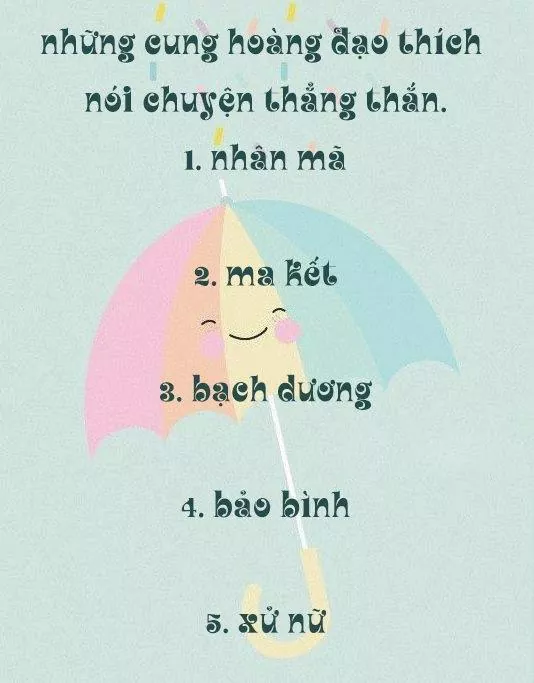 những cung hoàng đạo thích
nói chuyện thẳng thắn.
1. nhân mã
2. ma kết
3. bạch dương
4. bảo bình
5. xử nữ